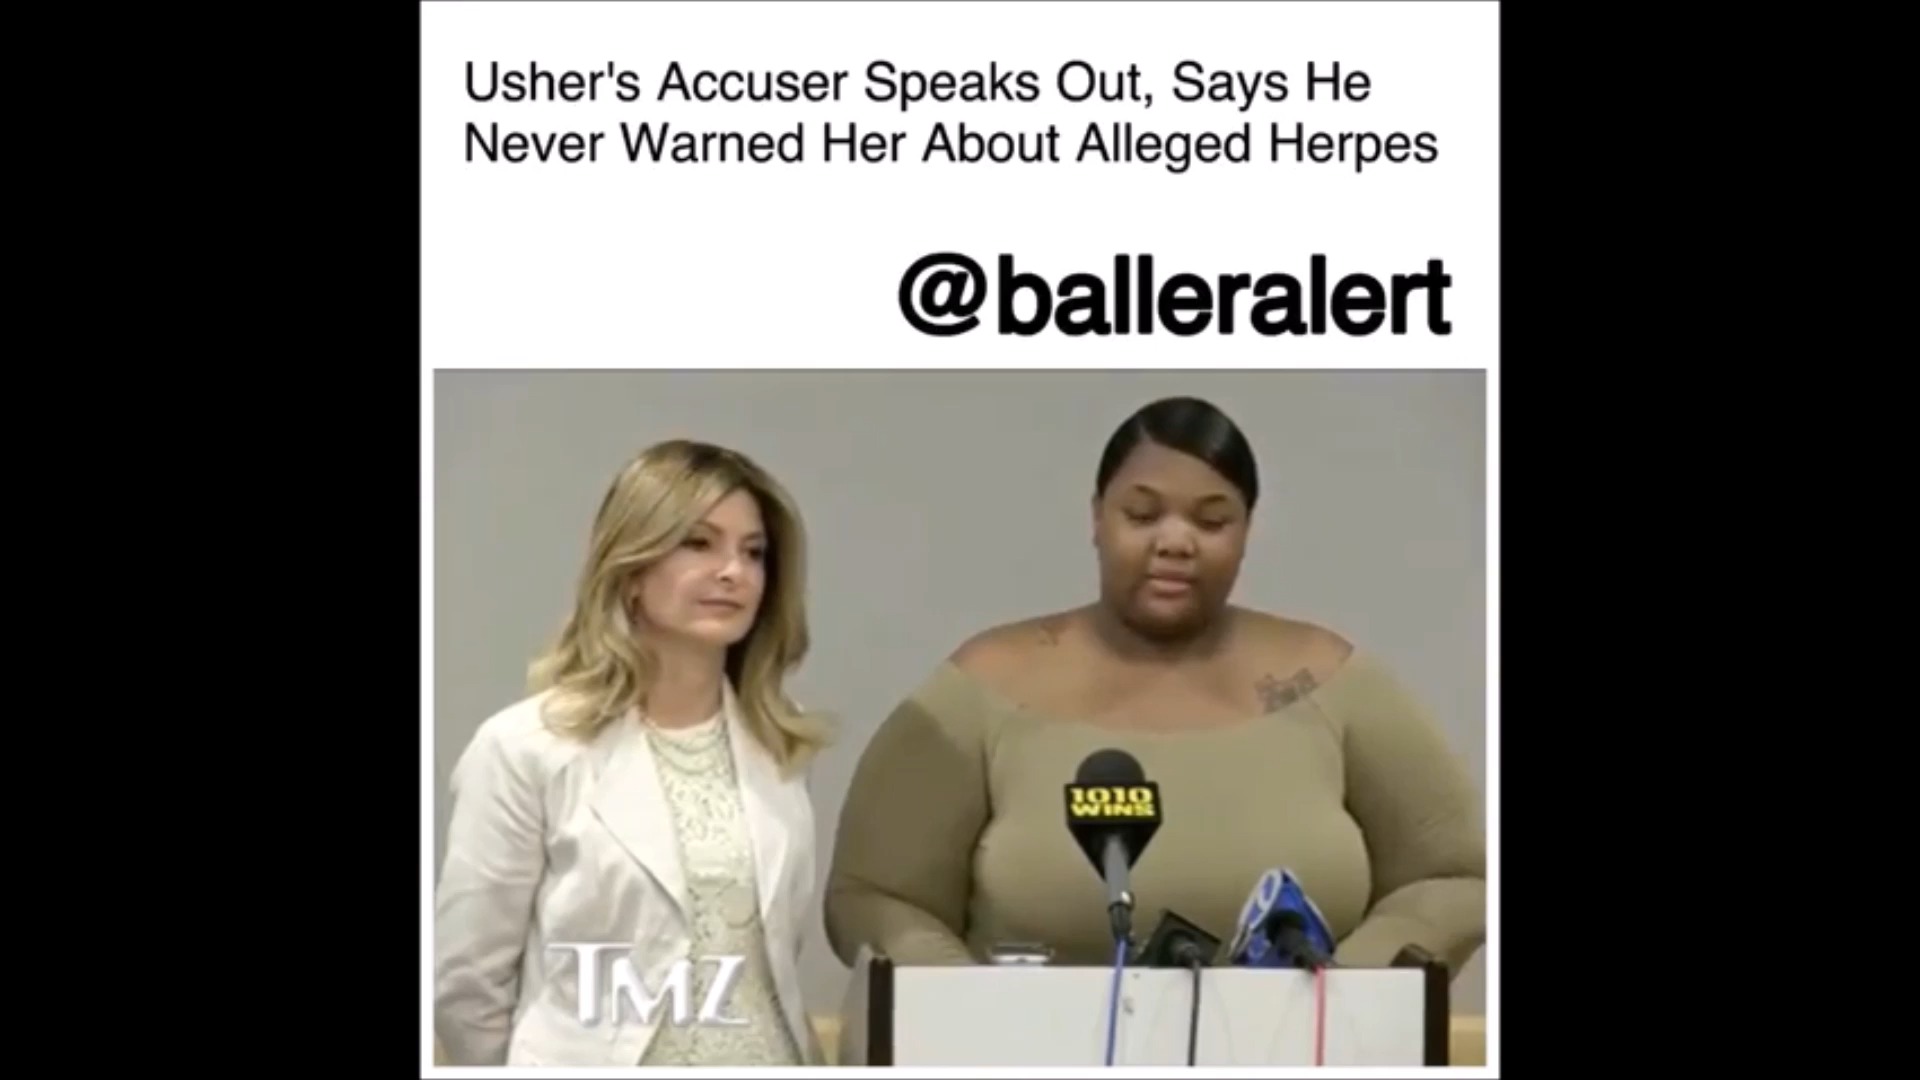 Usher's Accuser Speaks Out, Says He
Never Warned Her About Alleged Herpes
@balleralert
1010
WINS
TMZ